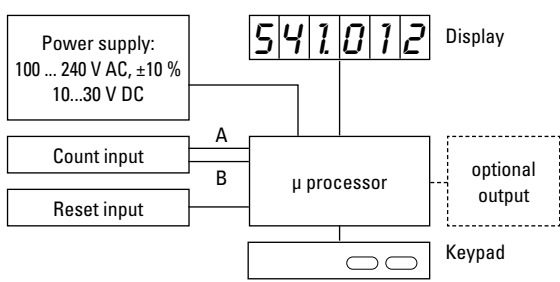 Power supply:
100 ... 240 V AC, ±10 %
10...30 V DC
541.012
Display
Count input
A
B
Reset input
µ processor
optional
output
Keypad